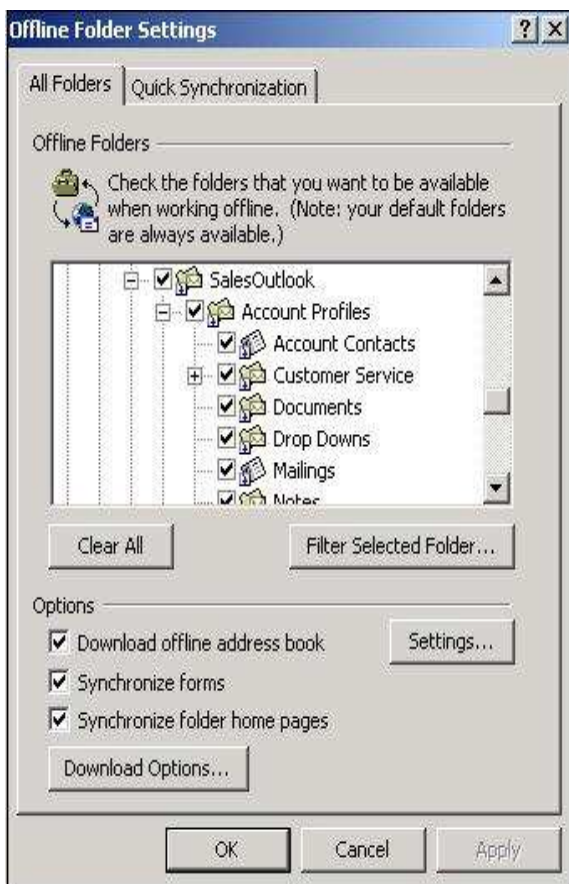 Offline Folder Settings
All Folders
Quick Synchronization
Offline Folders
Check the folders that you want to be available
when working offline. (Note: your default folders
are always available.)
SalesOutlook
Account Profiles
Account Contacts
Customer Service
Documents
Drop Downs
Mailings
Notes
Clear All
Filter Selected Folder...
Options
Download offline address book
Settings...
Synchronize forms
Synchronize folder home pages
Download Options...
OK
Cancel
Apply